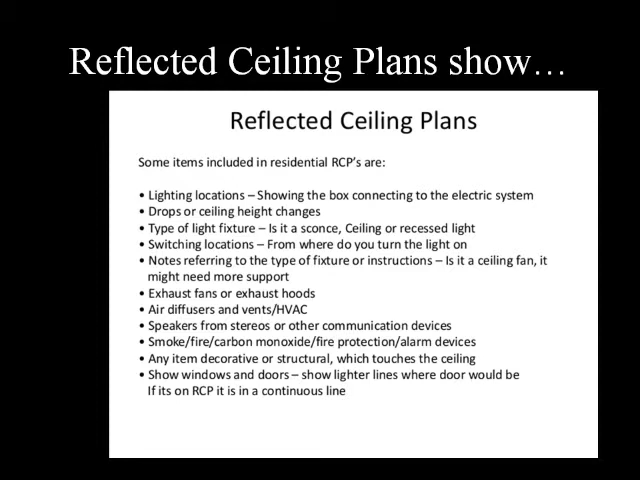 Reflected Ceiling Plans show…
Reflected Ceiling Plans
Some items included in residential RCP's are:
• Lighting locations – Showing the box connecting to the electric system
• Drops or ceiling height changes
• Type of light fixture – Is it a sconce, Ceiling or recessed light
• Switching locations – From where do you turn the light on
• Notes referring to the type of fixture or instructions – Is it a ceiling fan, it
might need more support
• Exhaust fans or exhaust hoods
• Air diffusers and vents/HVAC
• Speakers from stereos or other communication devices
• Smoke/fire/carbon monoxide/fire protection/alarm devices
• Any item decorative or structural, which touches the ceiling
• Show windows and doors – show lighter lines where door would be
If its on RCP it is in a continuous line